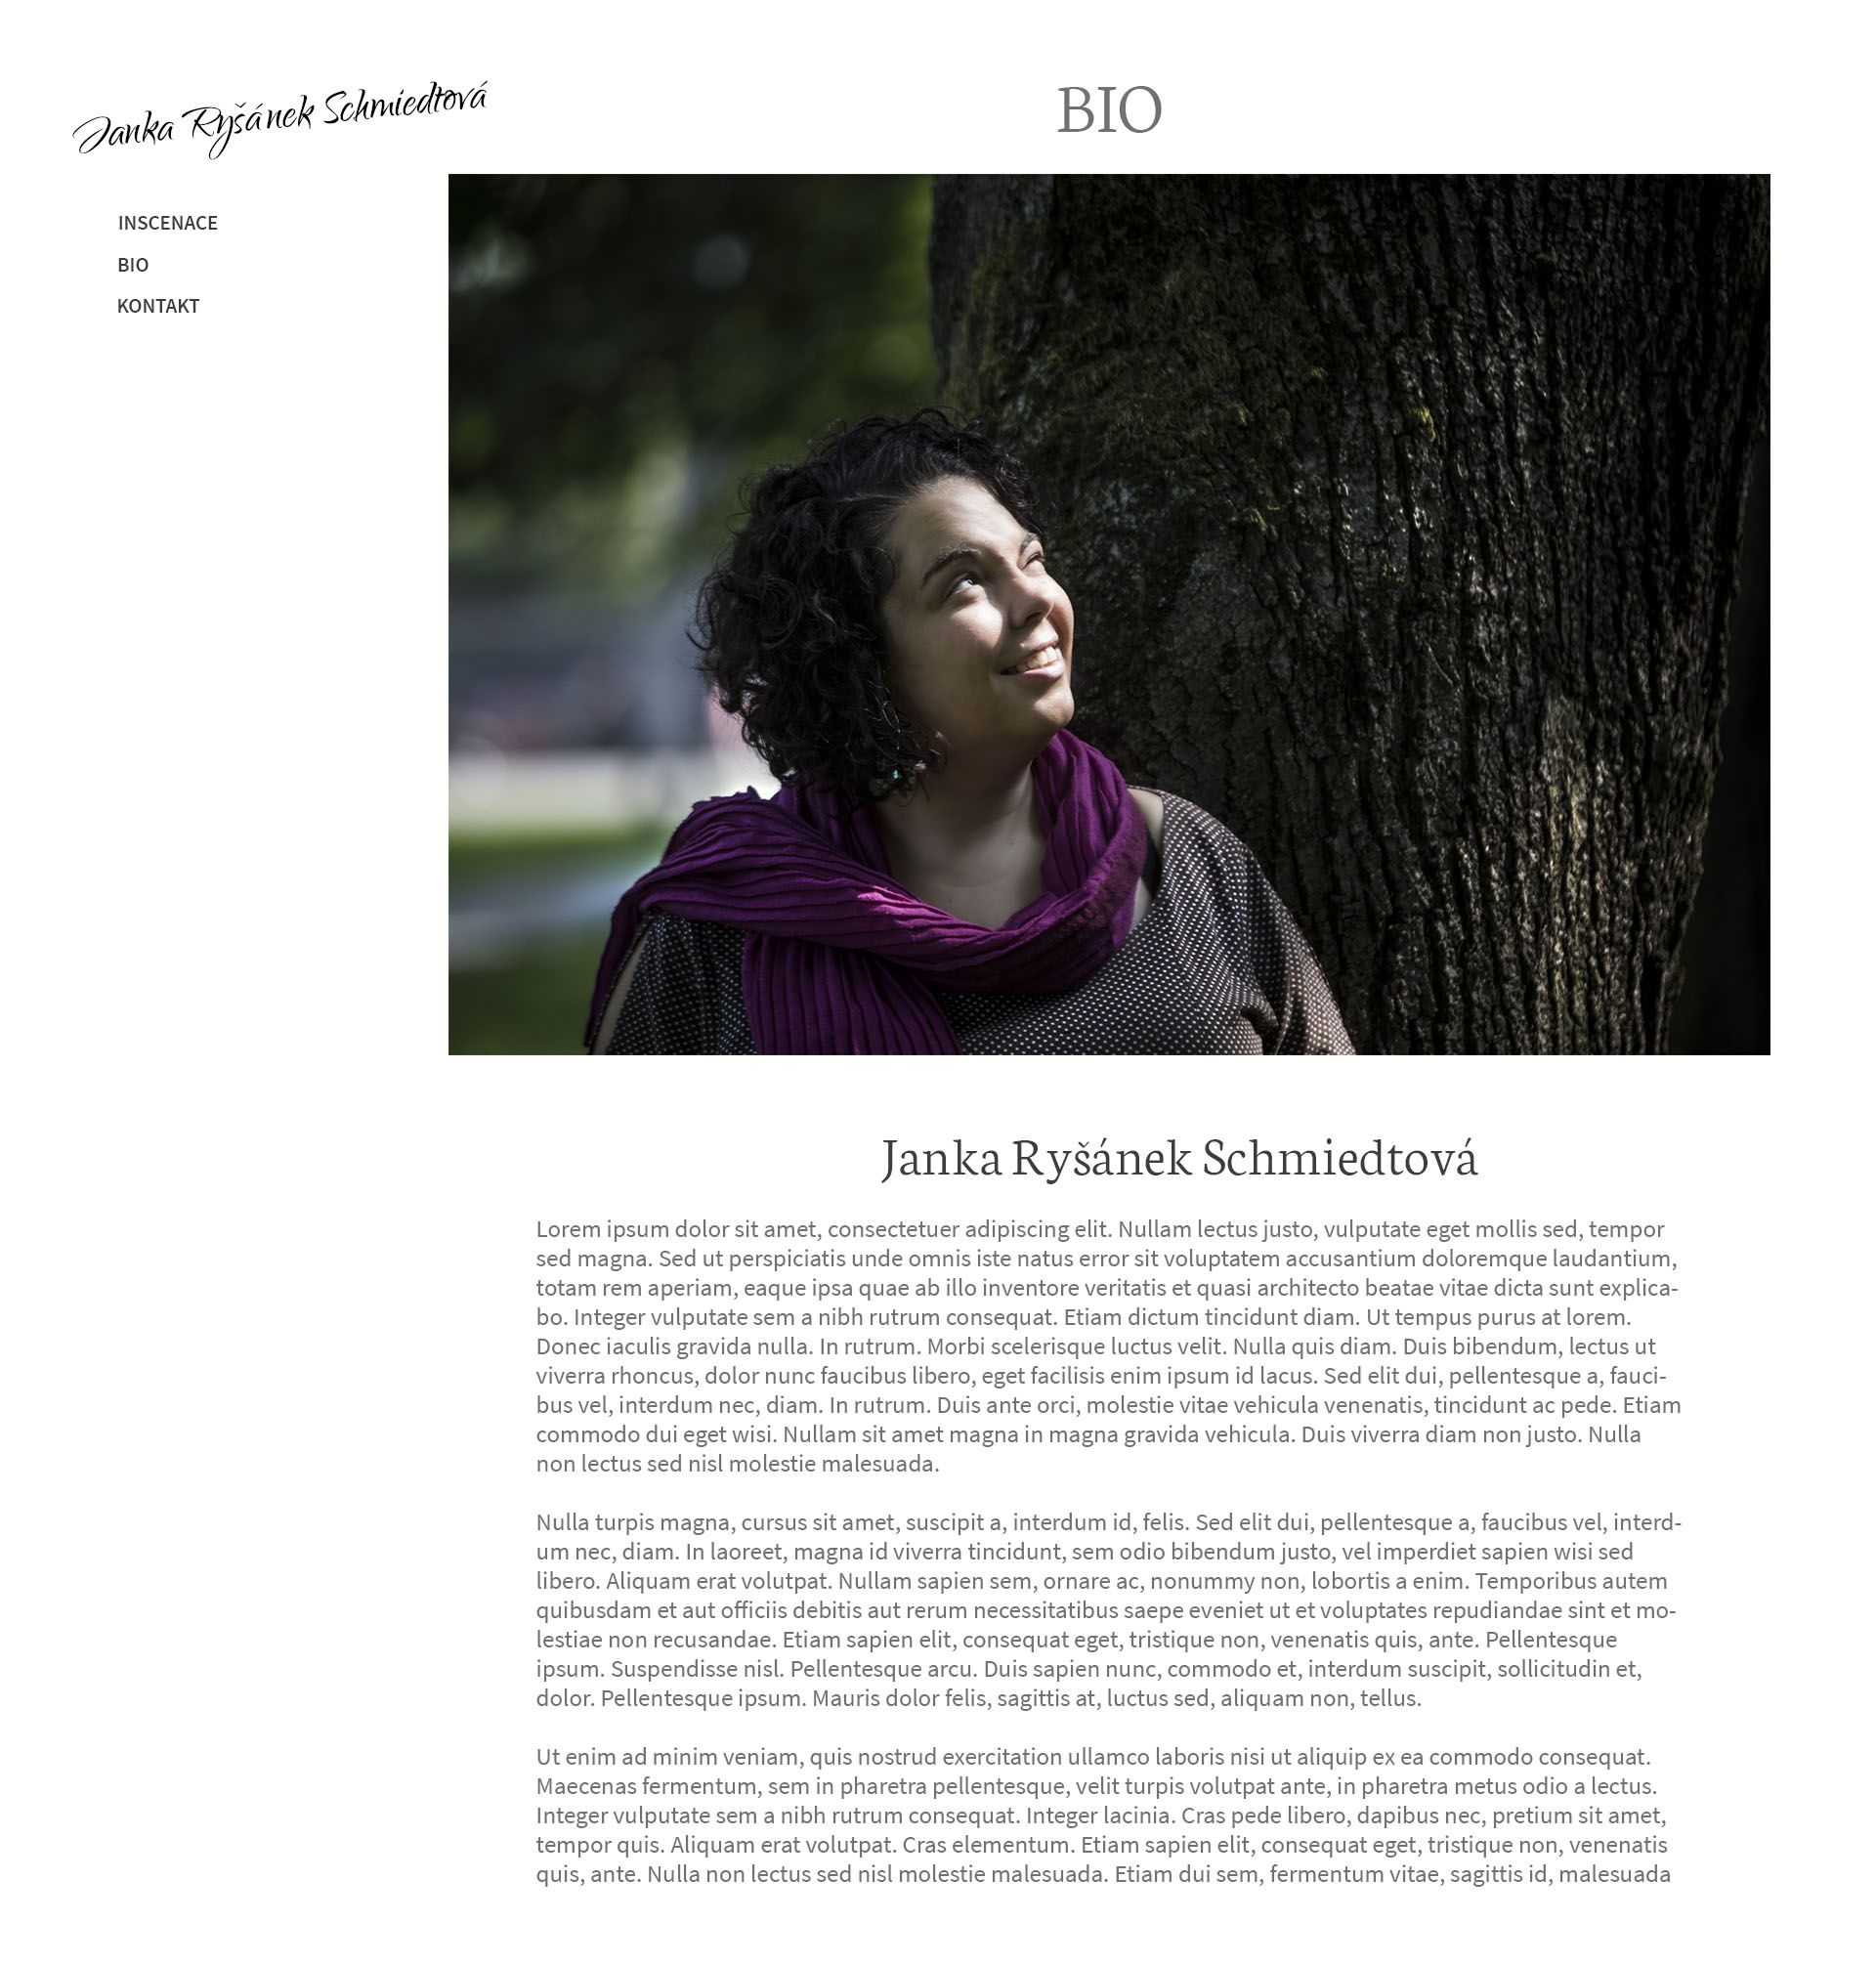 Janka Ryšánek Schmiedtová
BIO
INSCENACE
BIO
KONTAKT
Janka Ryšánek Schmiedtová
Lorem ipsum dolor sit amet, consectetuer adipiscing elit. Nullam lectus justo, vulputate eget mollis sed, tempor
sed magna. Sed ut perspiciatis unde omnis iste natus error sit voluptatem accusantium doloremque laudantium,
totam rem aperiam, eaque ipsa quae ab illo inventore veritatis et quasi architecto beatae vitae dicta sunt explica-
bo. Integer vulputate sem a nibh rutrum consequat. Etiam dictum tincidunt diam. Ut tempus purus at lorem.
Donec iaculis gravida nulla. In rutrum. Morbi scelerisque luctus velit. Nulla quis diam. Duis bibendum, lectus ut
viverra rhoncus, dolor nunc faucibus libero, eget facilisis enim ipsum id lacus. Sed elit dui, pellentesque a, fauci-
bus vel, interdum nec, diam. In rutrum. Duis ante orci, molestie vitae vehicula venenatis, tincidunt ac pede. Etiam
commodo dui eget wisi. Nullam sit amet magna in magna gravida vehicula. Duis viverra diam non justo. Nulla
non lectus sed nisl molestie malesuada.
Nulla turpis magna, cursus sit amet, suscipit a, interdum id, felis. Sed elit dui, pellentesque a, faucibus vel, interd-
um nec, diam. In laoreet, magna id viverra tincidunt, sem odio bibendum justo, vel imperdiet sapien wisi sed
libero. Aliquam erat volutpat. Nullam sapien sem, ornare ac, nonummy non, lobortis a enim. Temporibus autem
quibusdam et aut officiis debitis aut rerum necessitatibus saepe eveniet ut et voluptates repudiandae sint et mo-
lestiae non recusandae. Etiam sapien elit, consequat eget, tristique non, venenatis quis, ante. Pellentesque
ipsum. Suspendisse nisl. Pellentesque arcu. Duis sapien nunc, commodo et, interdum suscipit, sollicitudin et,
dolor. Pellentesque ipsum. Mauris dolor felis, sagittis at, luctus sed, aliquam non, tellus.
Ut enim ad minim veniam, quis nostrud exercitation ullamco laboris nisi ut aliquip ex ea commodo consequat.
Maecenas fermentum, sem in pharetra pellentesque, velit turpis volutpat ante, in pharetra metus odio a lectus.
Integer vulputate sem a nibh rutrum consequat. Integer lacinia. Cras pede libero, dapibus nec, pretium sit amet,
tempor quis. Aliquam erat volutpat. Cras elementum. Etiam sapien elit, consequat eget, tristique non, venenatis
quis, ante. Nulla non lectus sed nisl molestie malesuada. Etiam dui sem, fermentum vitae, sagittis id, malesuada